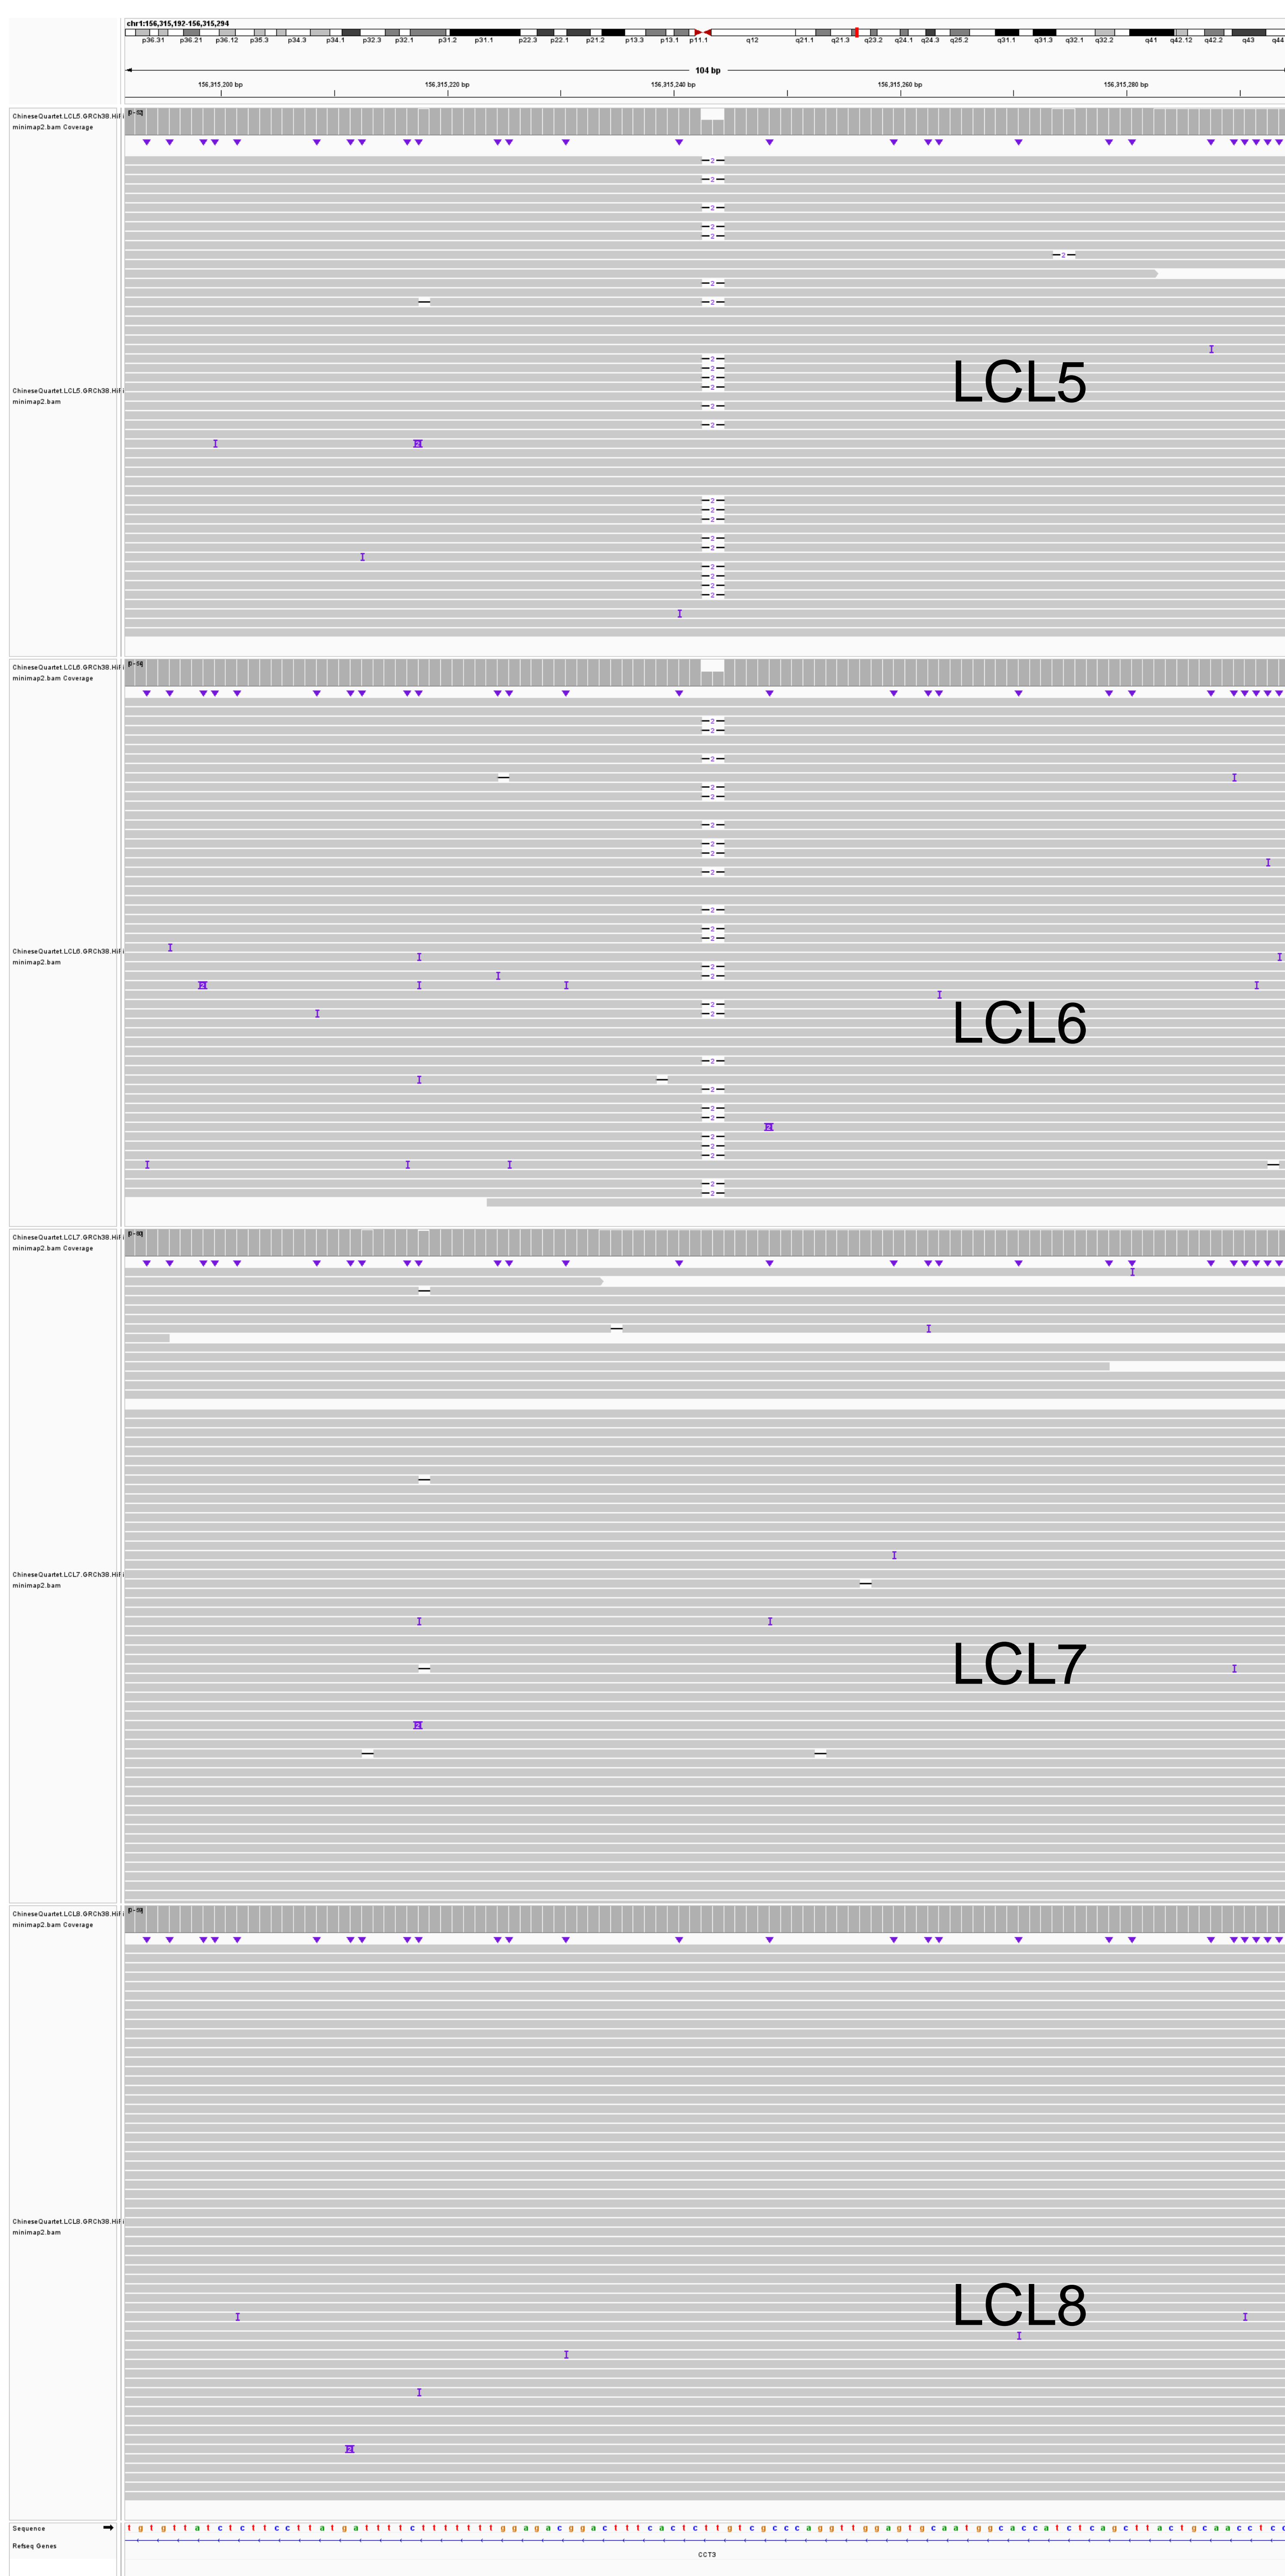 chr1:156,315,192-156,315,294
p36.31 p36.21 p36.12 p35.3 p34.3 p34.1 p32.3 p32.1 p31.2 p31.1 p22.3 p22.1 p21.2 p13.3 p13.1 p11.1 q12 q21.1 q21.3 q23.2 q24.1 q24.3 q25.2 q31.1 q31.3 q32.1 q32.2 q41 q42.12 q42.2 q43 q44
104 bp
156,315,200 bp 156,315,220 bp 156,315,240 bp 156,315,260 bp 156,315,280 bp
ChineseQuartet.LCL5.GRCh38.HiFi
minimap2.bam Coverage
ChineseQuartet.LCL5.GRCh38.HiFi
minimap2.bam
LCL5
ChineseQuartet.LCL6.GRCh38.HiFi
minimap2.bam Coverage
ChineseQuartet.LCL6.GRCh38.HiFi
minimap2.bam
LCL6
ChineseQuartet.LCL7.GRCh38.HiFi
minimap2.bam Coverage
ChineseQuartet.LCL7.GRCh38.HiFi
minimap2.bam
LCL7
ChineseQuartet.LCL8.GRCh38.HiFi
minimap2.bam Coverage
ChineseQuartet.LCL8.GRCh38.HiFi
minimap2.bam
LCL8
Sequence t g t g t t a t c t c t t c c t t a t g a t t t t c t t t t t t t g g a g a c g g a c t t t c a c t c t t g t c g c c c a g g t t g g a g t g c a a t g g c a c c a t c t c a g c t t a c t g c a a c c t c c
Refseq Genes
CCT3